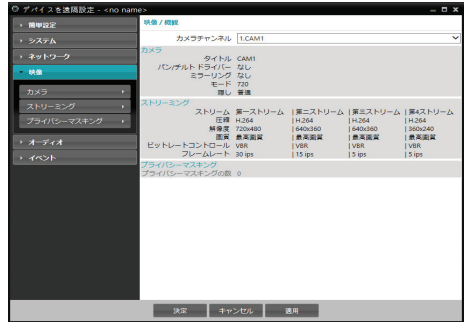 デバイスを遠隔設定 - <no name>
簡単設定
システム
ネットワーク
映像
カメラ
ストリーミング
プライバシーマスキング
オーディオ
イベント
映像 / 概観
カメラチャンネル 1.CAM1
カメラ
タイトル CAM1
パン/チルト ドライバー なし
ミラーリング なし
モード 720
隠し 普通
ストリーミング
ストリーム 第一ストリーム | 第二ストリーム | 第三ストリーム | 第4ストリーム
圧縮 H.264 | H.264 | H.264 | H.264
解像度 720x480 | 640x360 | 640x360 | 360x240
画質 最高画質 | 最高画質 | 最高画質 | 最高画質
ビットレートコントロール VBR | VBR | VBR | VBR
フレームレート 30 ips | 15 ips | 5 ips | 5 ips
プライバシーマスキング
プライバシーマスキングの数 0
決定 キャンセル 適用